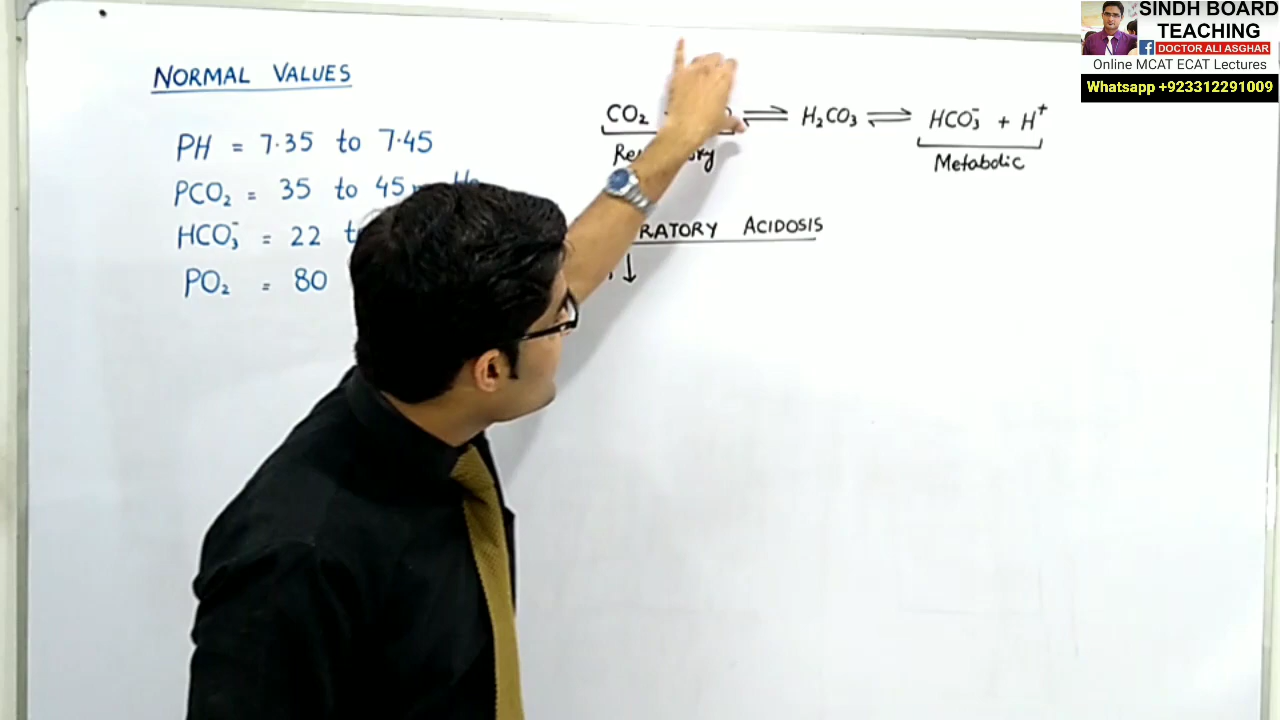 SINDH BOARD
TEACHING
f DOCTOR ALI ASGHAR
Online MCAT ECAT Lectures
Whatsapp +923312291009
NORMAL VALUES
PH = 7.35 to 7.45
PCO₂ = 35 to 45
HCO₃⁻ = 22
PO₂ = 80
CO₂ ⇌ H₂CO₃ ⇌ HCO₃⁻ + H⁺
Metabolic
RATORY ACIDOSIS
↓